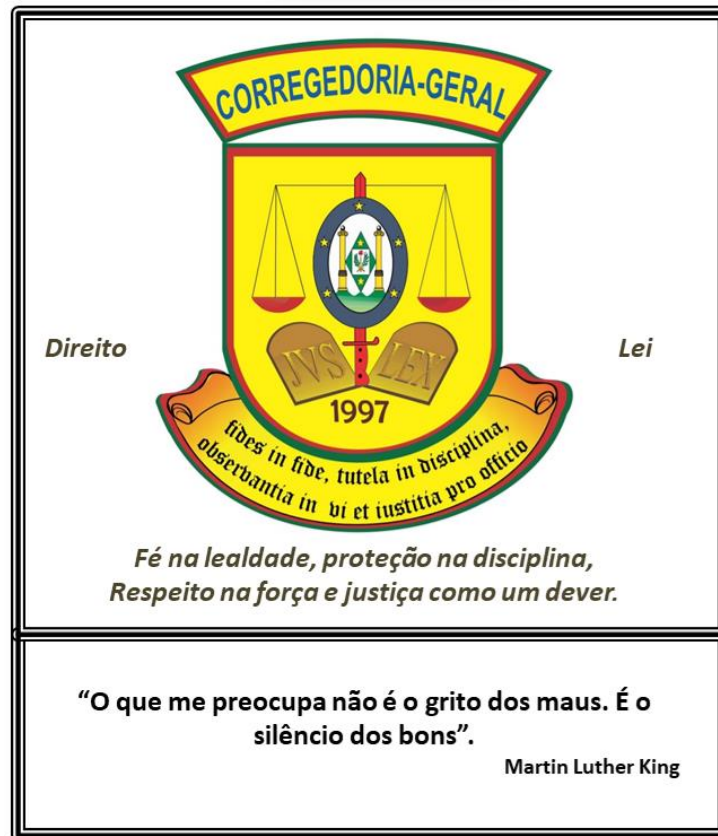 CORREGEDORIA-GERAL
Direito
Lei
JVS
LEX
1997
fides in fide, tutela in disciplina,
observantia in vi et iustitia pro officio
Fé na lealdade, proteção na disciplina,
Respeito na força e justiça como um dever.
“O que me preocupa não é o grito dos maus. É o
silêncio dos bons”.
Martin Luther King